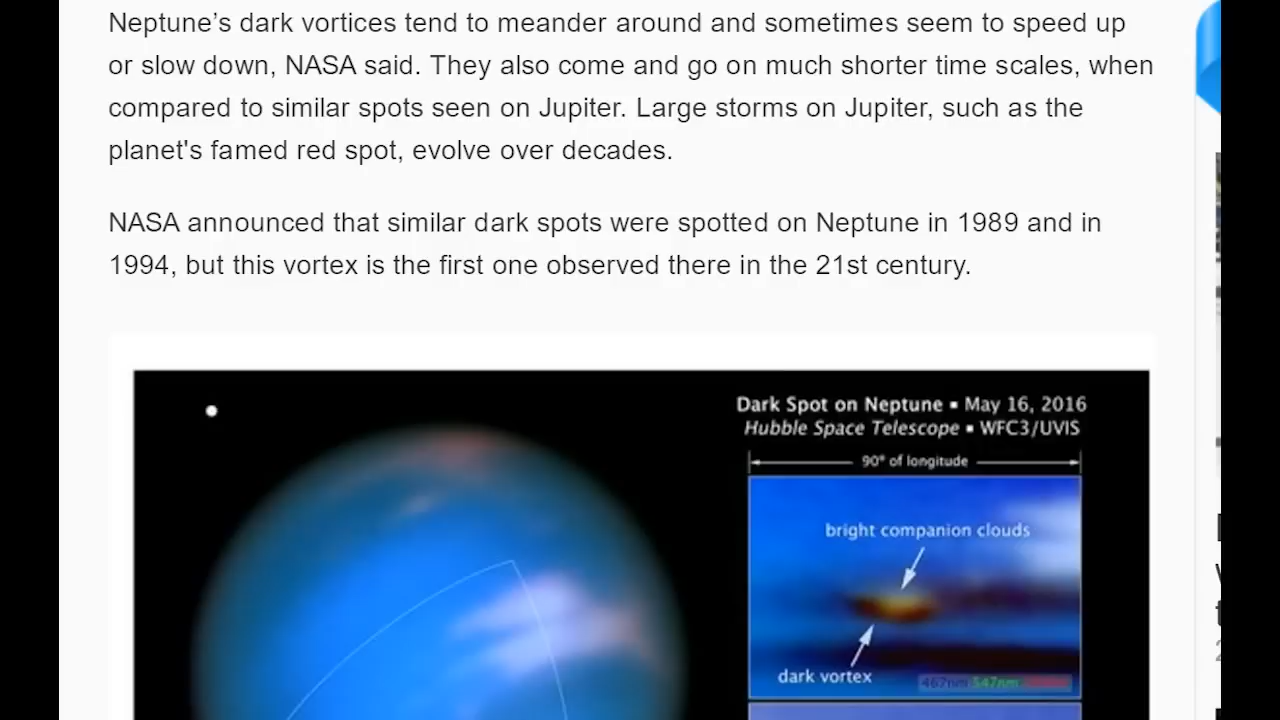 Neptune’s dark vortices tend to meander around and sometimes seem to speed up
or slow down, NASA said. They also come and go on much shorter time scales, when
compared to similar spots seen on Jupiter. Large storms on Jupiter, such as the
planet's famed red spot, evolve over decades.
NASA announced that similar dark spots were spotted on Neptune in 1989 and in
1994, but this vortex is the first one observed there in the 21st century.
Dark Spot on Neptune ▪ May 16, 2016
Hubble Space Telescope ▪ WFC3/UVIS
90° of longitude
bright companion clouds
dark vortex
467nm 547nm